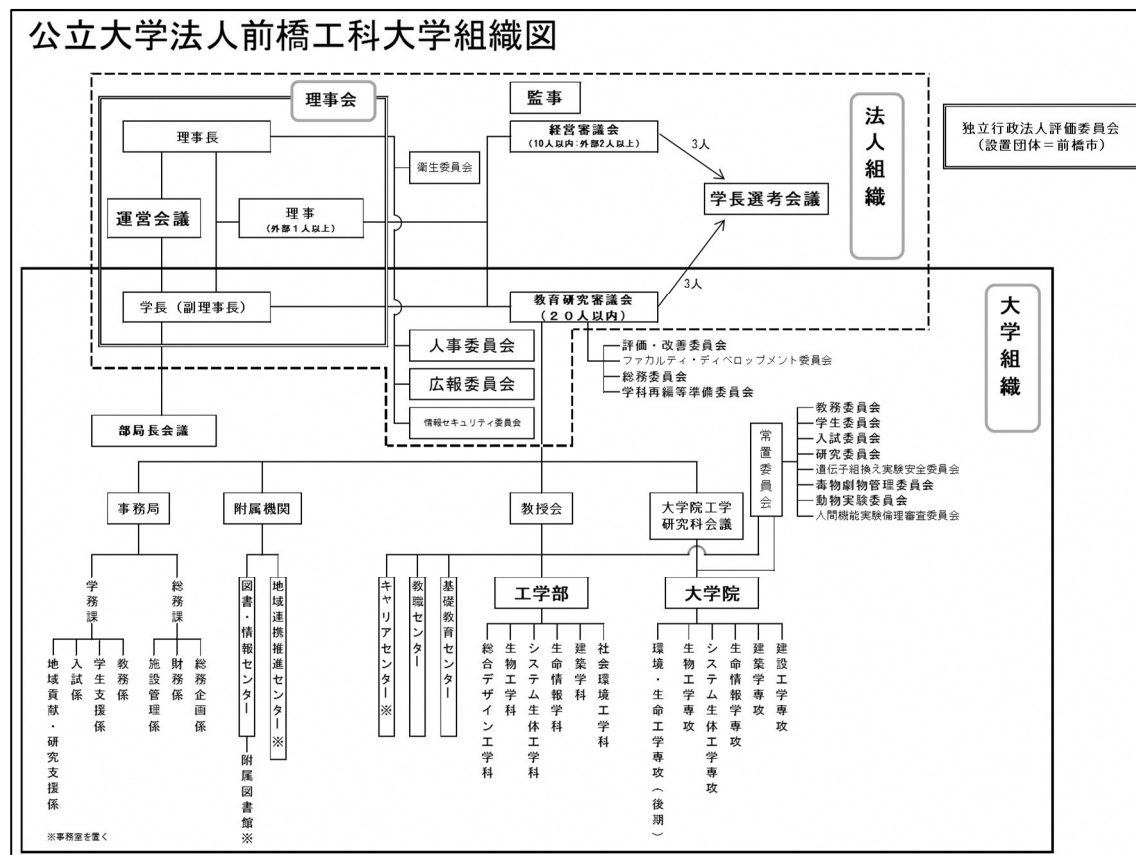 公立大学法人前橋工科大学組織図
理事会
監事
法人組織
独立行政法人評価委員会
(設置団体＝前橋市)
理事長
経営審議会
(10人以内：外部2人以上)
3人
衛生委員会
学長選考会議
運営会議
理事
(外部１人以上)
3人
学長（副理事長）
教育研究審議会
(２０人以内)
大学組織
人事委員会
広報委員会
情報セキュリティ委員会
評価・改善委員会
ファカルティ・ディベロップメント委員会
総務委員会
学科再編等準備委員会
部局長会議
常置委員会
教務委員会
学生委員会
入試委員会
研究委員会
遺伝子組換え実験安全委員会
毒物劇物管理委員会
動物実験委員会
人間機能実験倫理審査委員会
事務局
附属機関
教授会
大学院工学
研究科会議
学務課
総務課
図書・情報センター
地域連携推進センター※
キャリアセンター※
教職センター
基礎教育センター
工学部
大学院
地域貢献・研究支援係
入試係
学生支援係
教務係
施設管理係
財務係
総務企画係
附属図書館※
総合デザイン工学科
生物工学科
システム生体工学科
生命情報学科
建築学科
社会環境工学科
環境・生命工学専攻（後期）
生物工学専攻
システム生体工学専攻
生命情報学専攻
建築学専攻
建設工学専攻
※事務室を置く